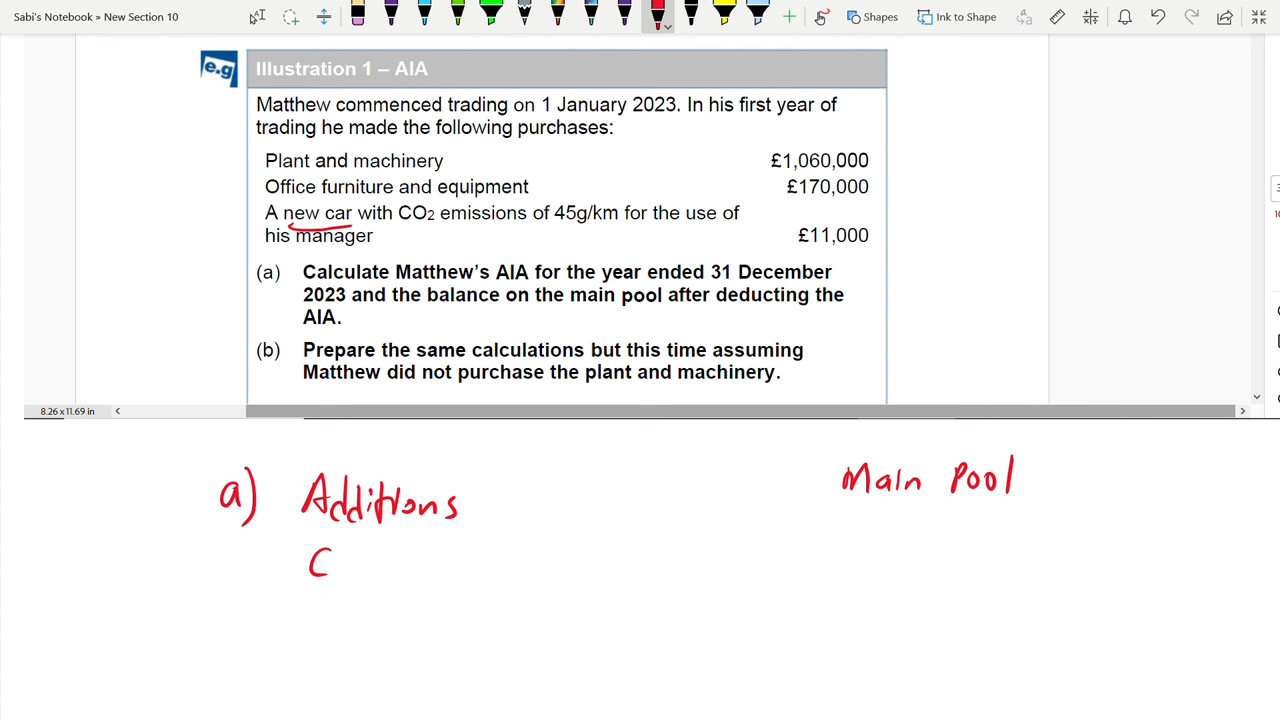 Sabi's Notebook » New Section 10
Shapes
Ink to Shape
e.g
Illustration 1 – AIA
Matthew commenced trading on 1 January 2023. In his first year of
trading he made the following purchases:
Plant and machinery £1,060,000
Office furniture and equipment £170,000
A new car with CO2 emissions of 45g/km for the use of
his manager £11,000
(a) Calculate Matthew's AIA for the year ended 31 December
2023 and the balance on the main pool after deducting the
AIA.
(b) Prepare the same calculations but this time assuming
Matthew did not purchase the plant and machinery.
8.26 x 11.69 in
a) Additions Main Pool
C